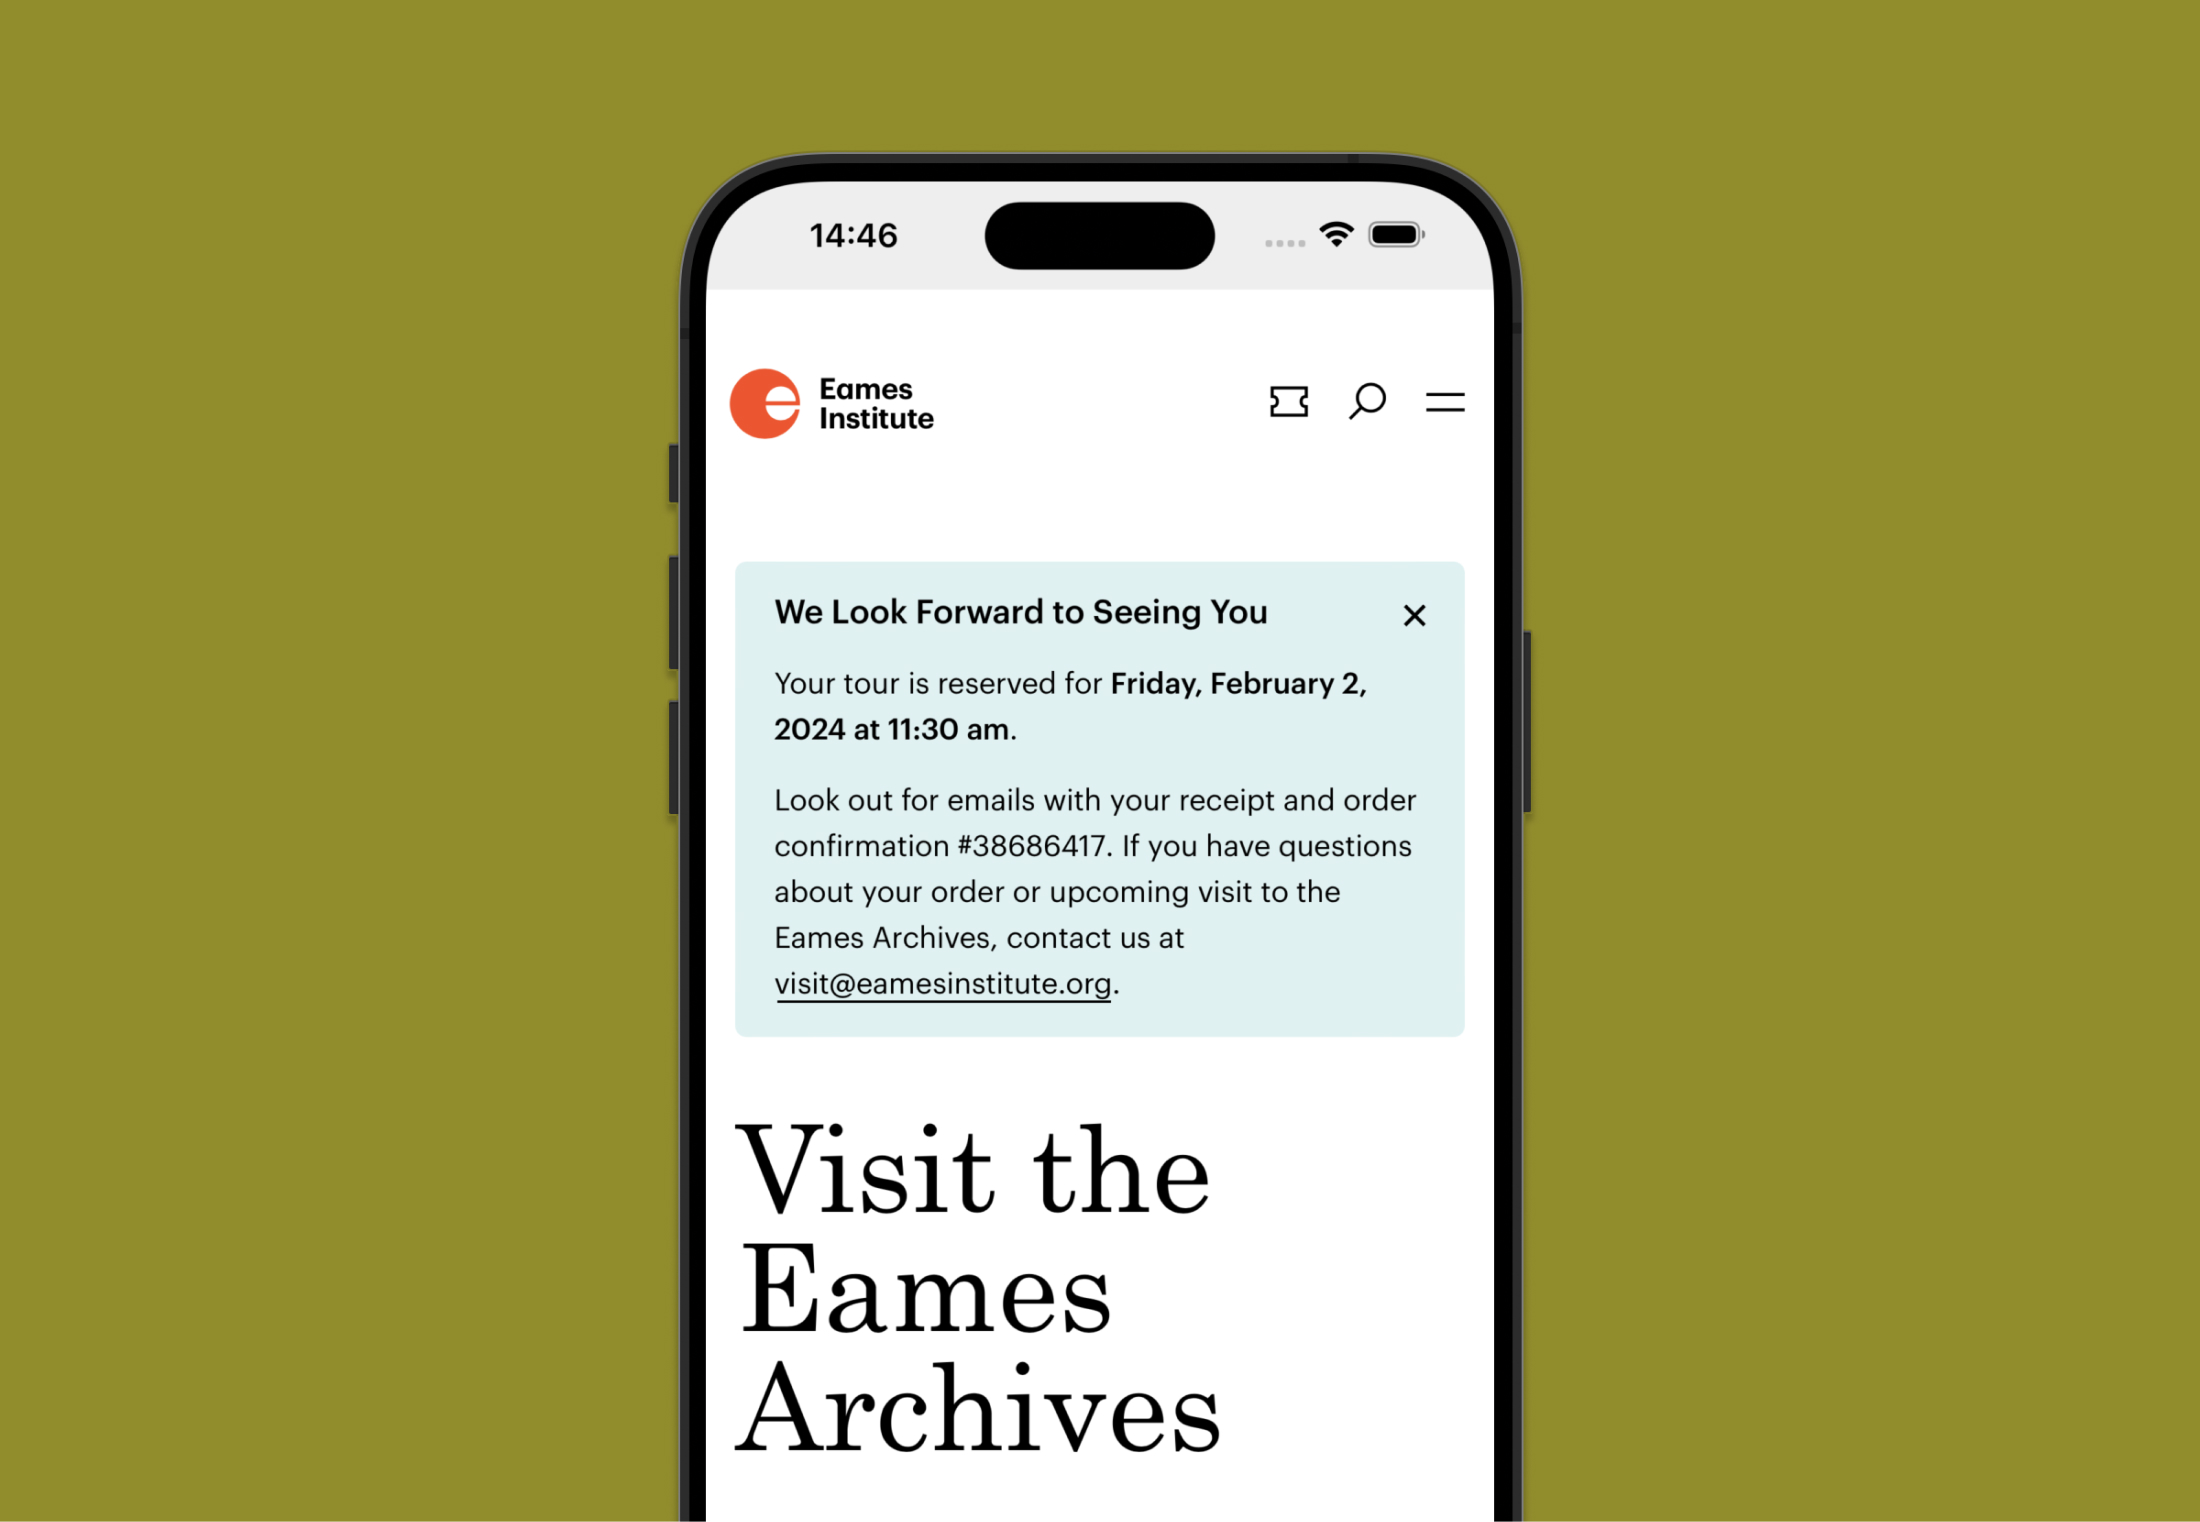 14:46
Eames
Institute
We Look Forward to Seeing You
Your tour is reserved for Friday, February 2,
2024 at 11:30 am.
Look out for emails with your receipt and order
confirmation #38686417. If you have questions
about your order or upcoming visit to the
Eames Archives, contact us at
visit@eamesinstitute.org.
Visit the
Eames
Archives